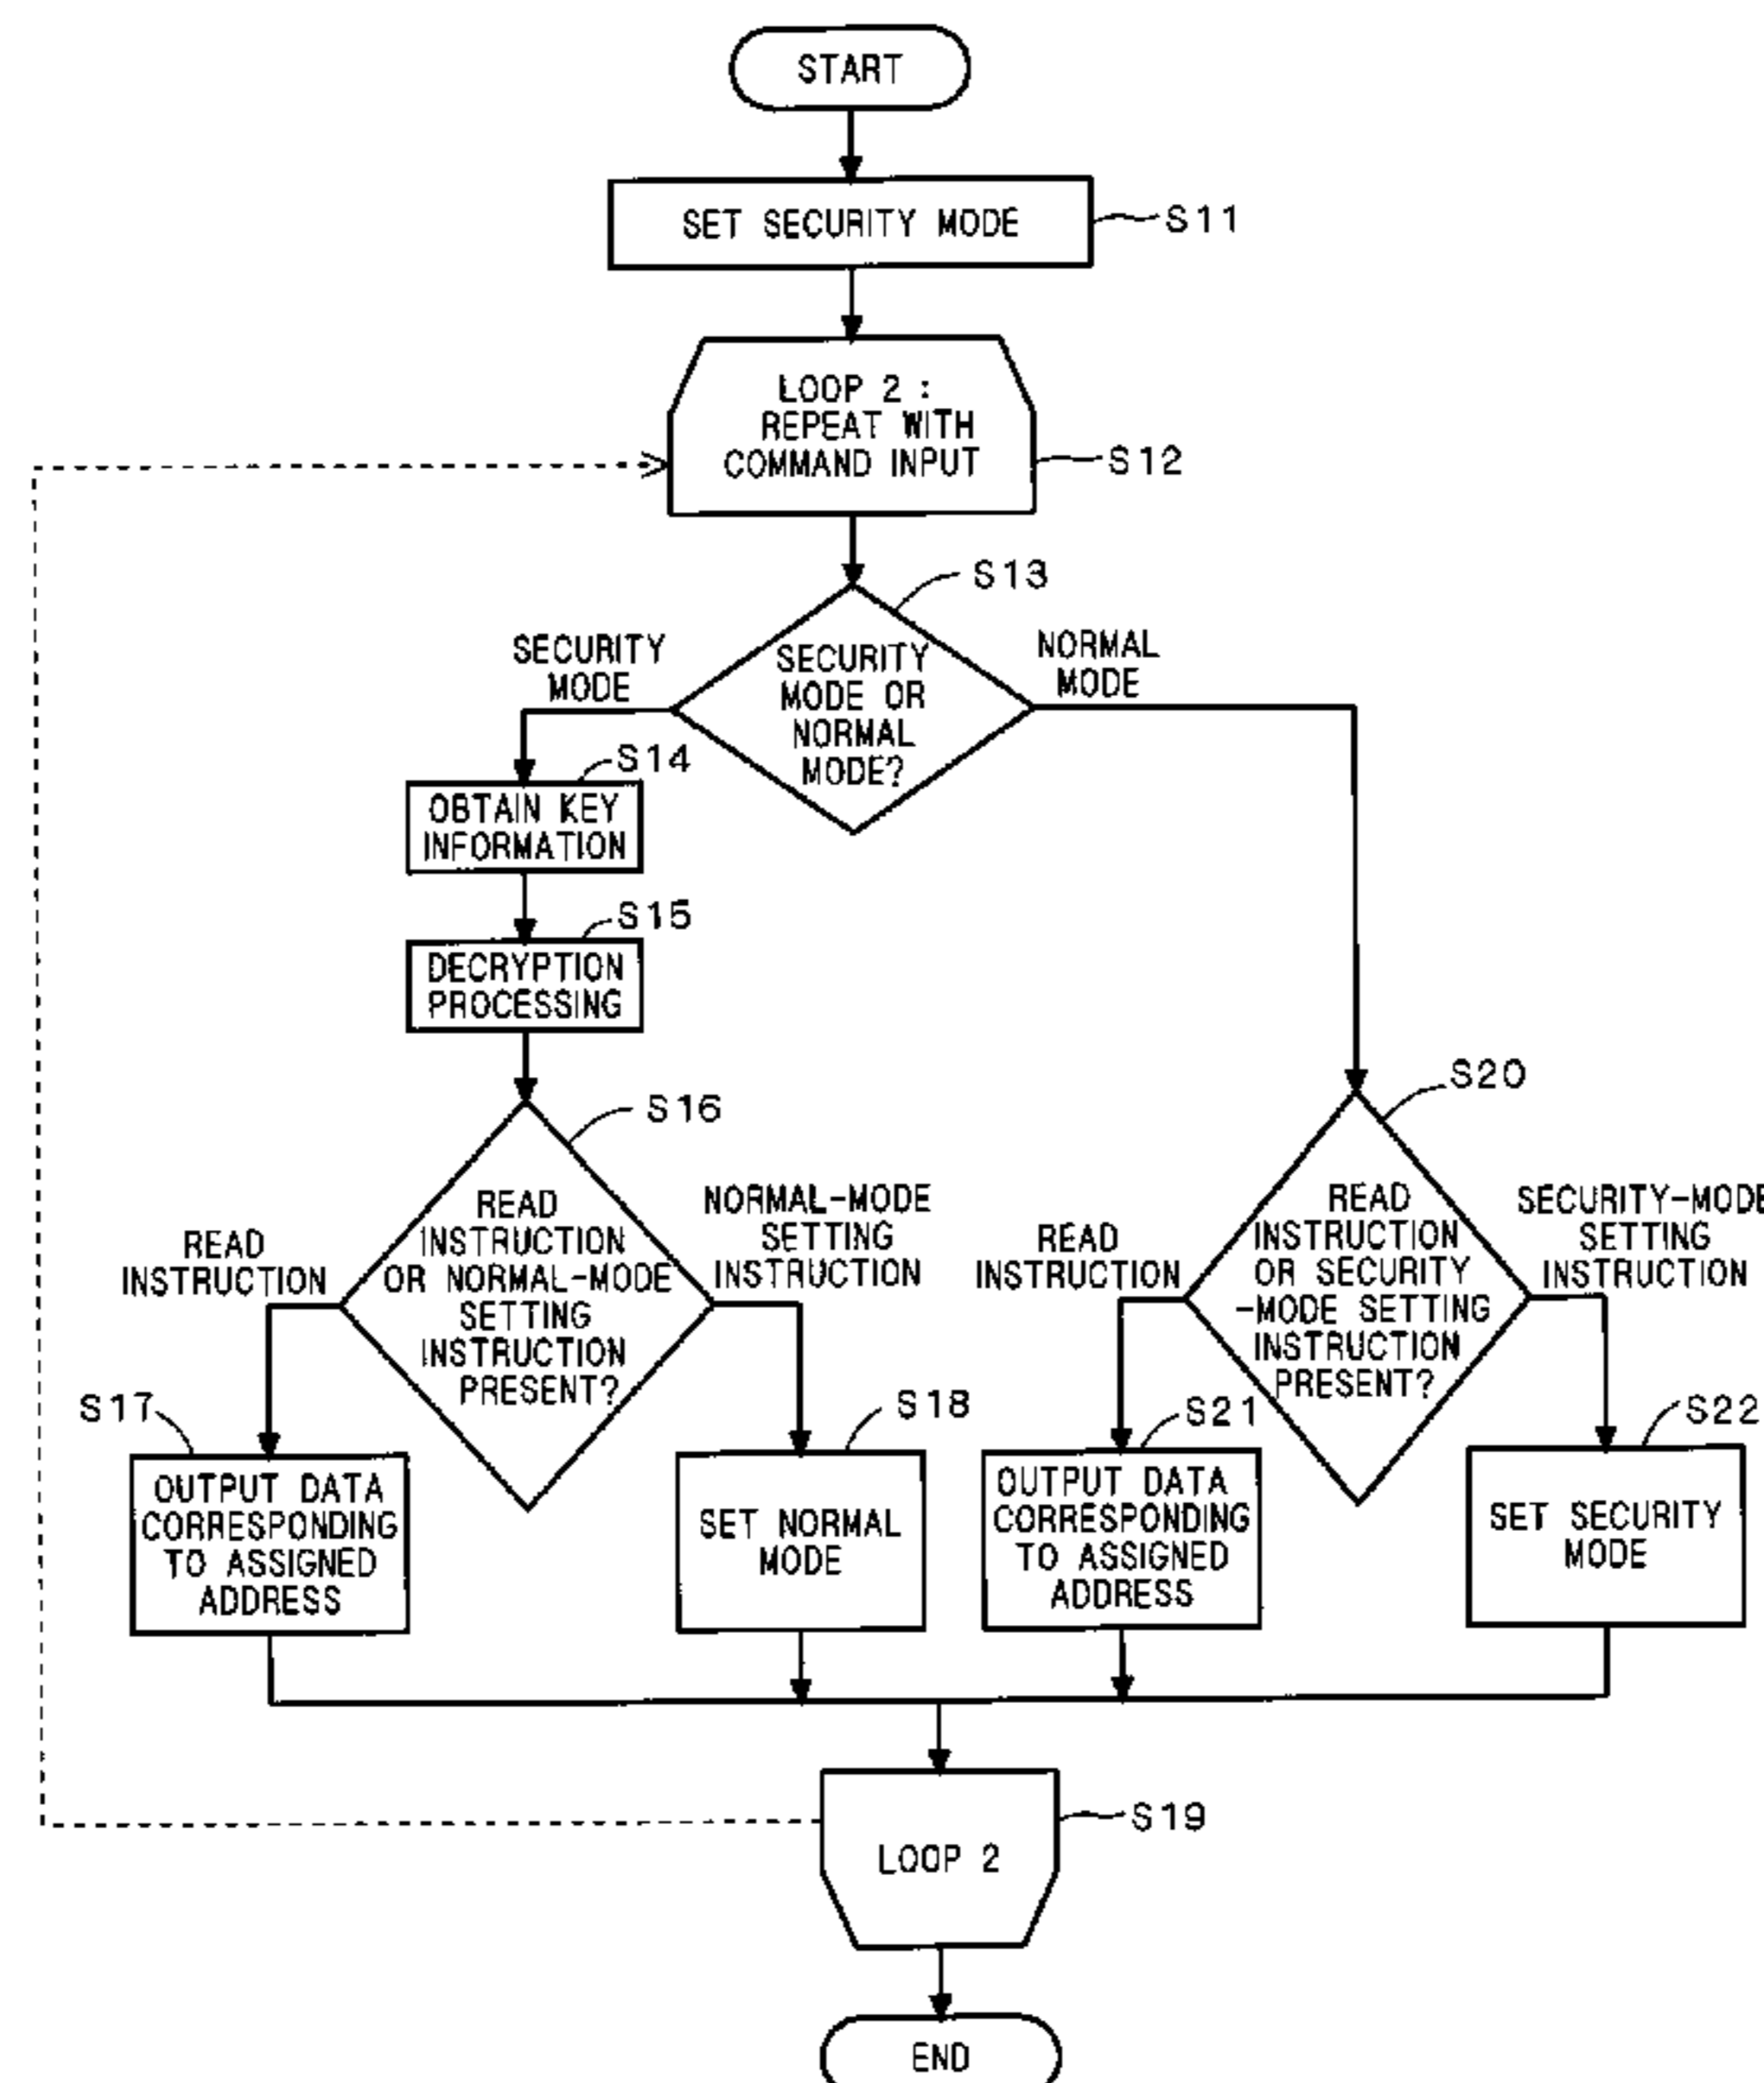 START
SET SECURITY MODE
S11
LOOP 2 :
REPEAT WITH
COMMAND INPUT
S12
S13
SECURITY
MODE
SECURITY
MODE OR
NORMAL
MODE?
NORMAL
MODE
S14
OBTAIN KEY
INFORMATION
S15
DECRYPTION
PROCESSING
S16
READ
INSTRUCTION
READ
INSTRUCTION
OR NORMAL-MODE
SETTING
INSTRUCTION
PRESENT?
NORMAL-MODE
SETTING
INSTRUCTION
S20
READ
INSTRUCTION
READ
INSTRUCTION
OR SECURITY
-MODE SETTING
INSTRUCTION
PRESENT?
SECURITY-MODE
SETTING
INSTRUCTION
S17
OUTPUT DATA
CORRESPONDING
TO ASSIGNED
ADDRESS
S18
SET NORMAL
MODE
S21
OUTPUT DATA
CORRESPONDING
TO ASSIGNED
ADDRESS
S22
SET SECURITY
MODE
S19
LOOP 2
END